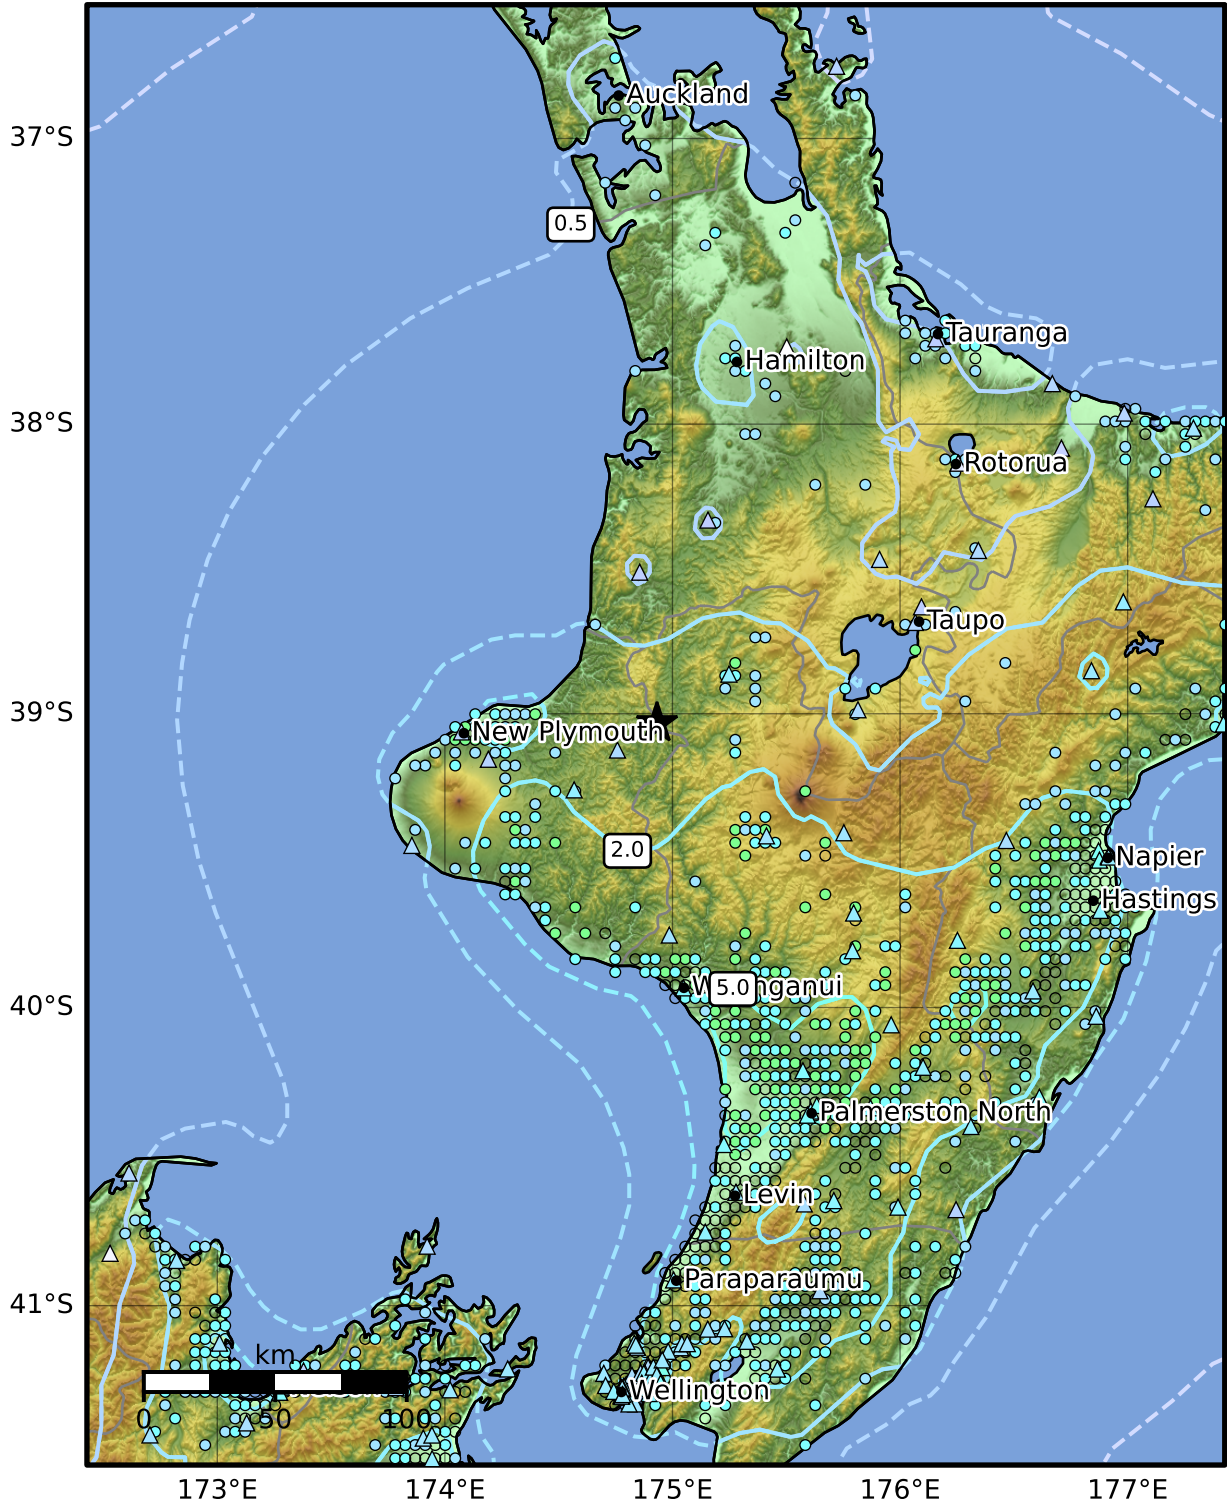 Auckland
37°S
0.5
Tauranga
Hamilton
38°S
Rotorua
Taupo
39°S
New Plymouth
2.0
Napier
Hastings
5.0
40°S
Palmerston North
Levin
Paraparaumu
41°S
km
Wellington
0 50 100
173°E 174°E 175°E 176°E 177°E